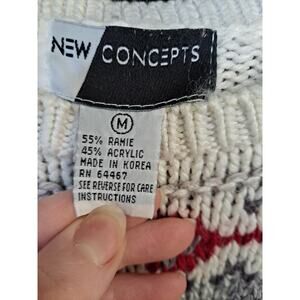 NEW CONCEPTS
M
55% RAMIE
45% ACRYLIC
MADE IN KOREA
RN 64467
SEE REVERSE FOR CARE
INSTRUCTIONS